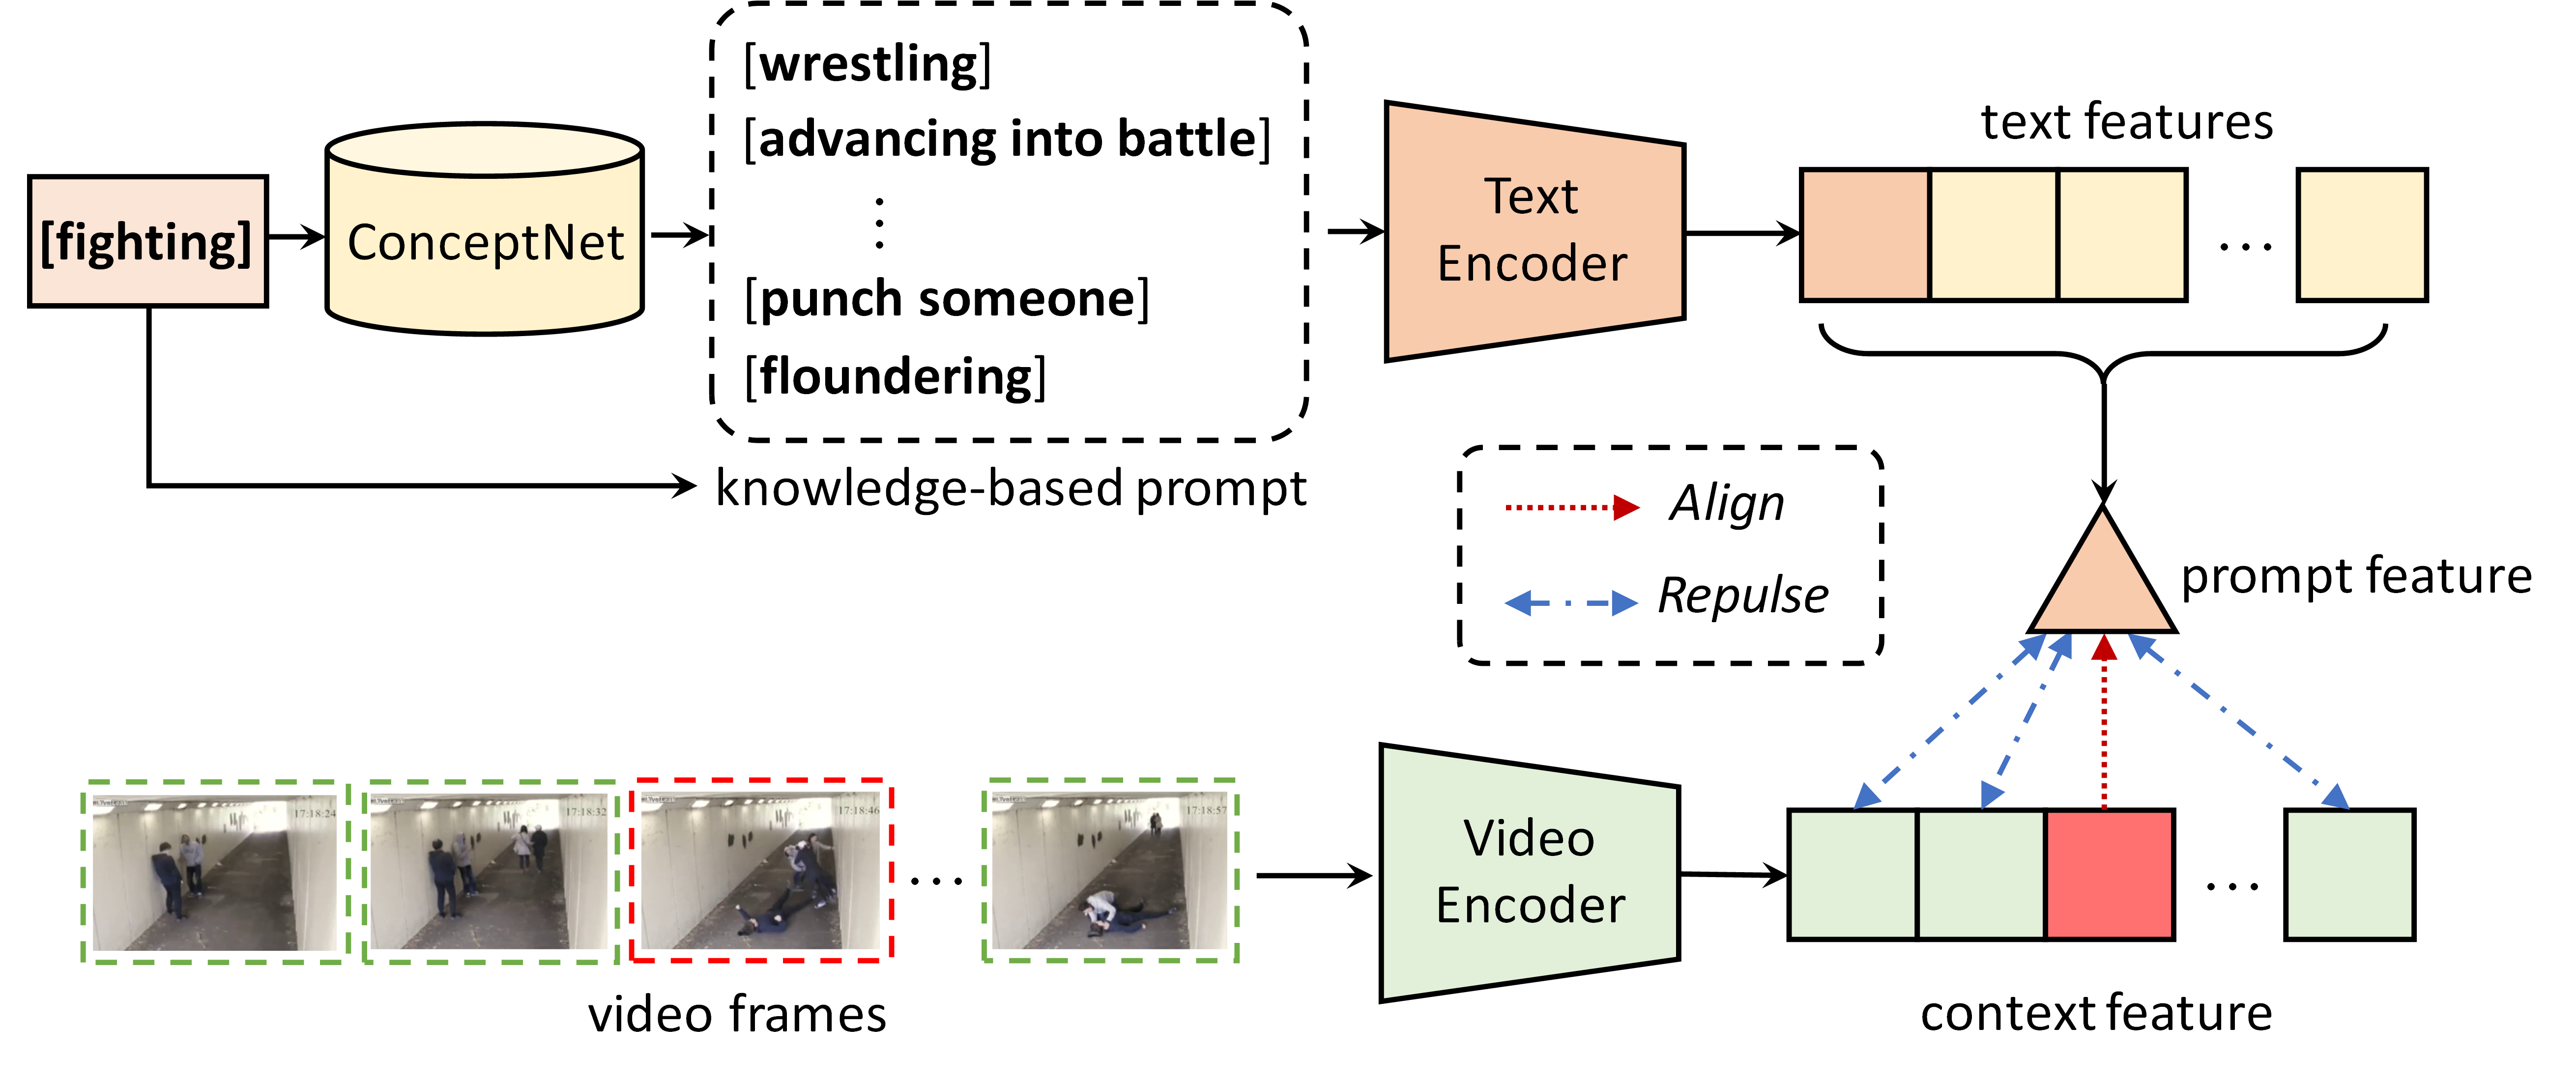 [fighting]
ConceptNet
[wrestling]
[advancing into battle]
[punch someone]
[floundering]
knowledge-based prompt
Text
Encoder
text features
Align
Repulse
prompt feature
17:18:24
17:18:32
17:18:46
17:18:57
video frames
Video
Encoder
context feature